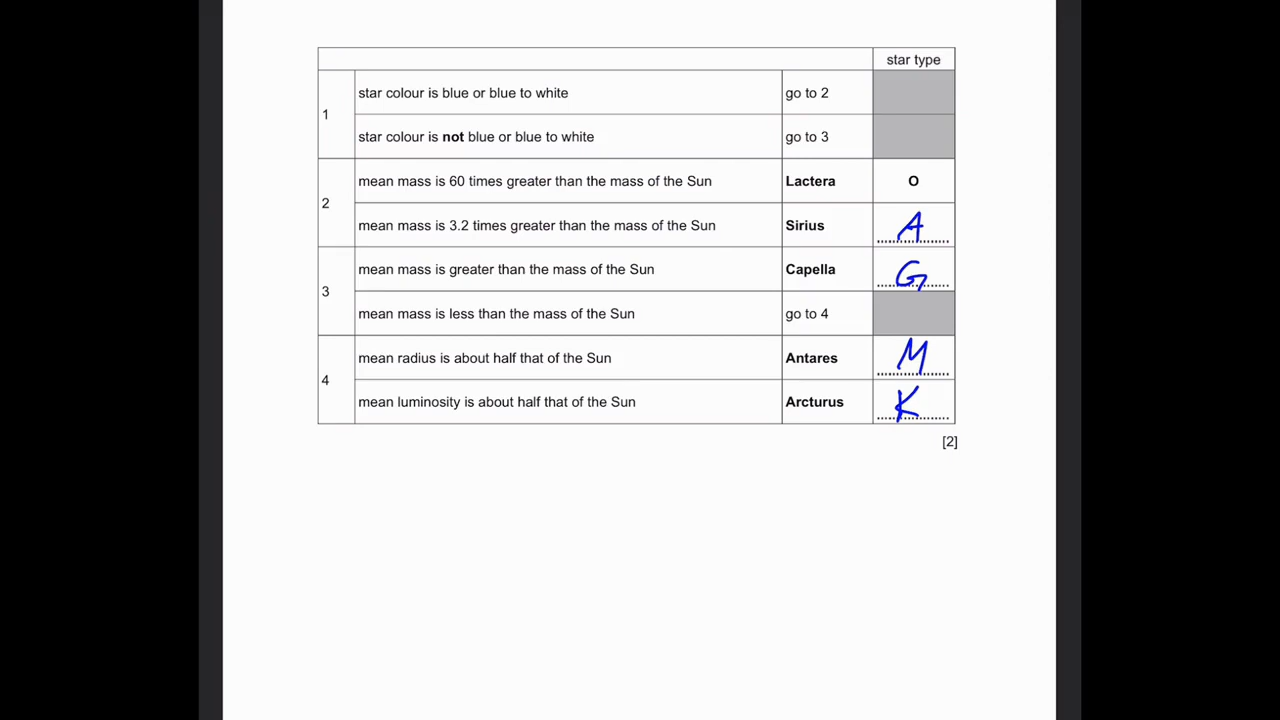 star type
1
star colour is blue or blue to white go to 2
star colour is not blue or blue to white go to 3
2
mean mass is 60 times greater than the mass of the Sun Lactera O
mean mass is 3.2 times greater than the mass of the Sun Sirius A
3
mean mass is greater than the mass of the Sun Capella G
mean mass is less than the mass of the Sun go to 4
4
mean radius is about half that of the Sun Antares M
mean luminosity is about half that of the Sun Arcturus K
[2]